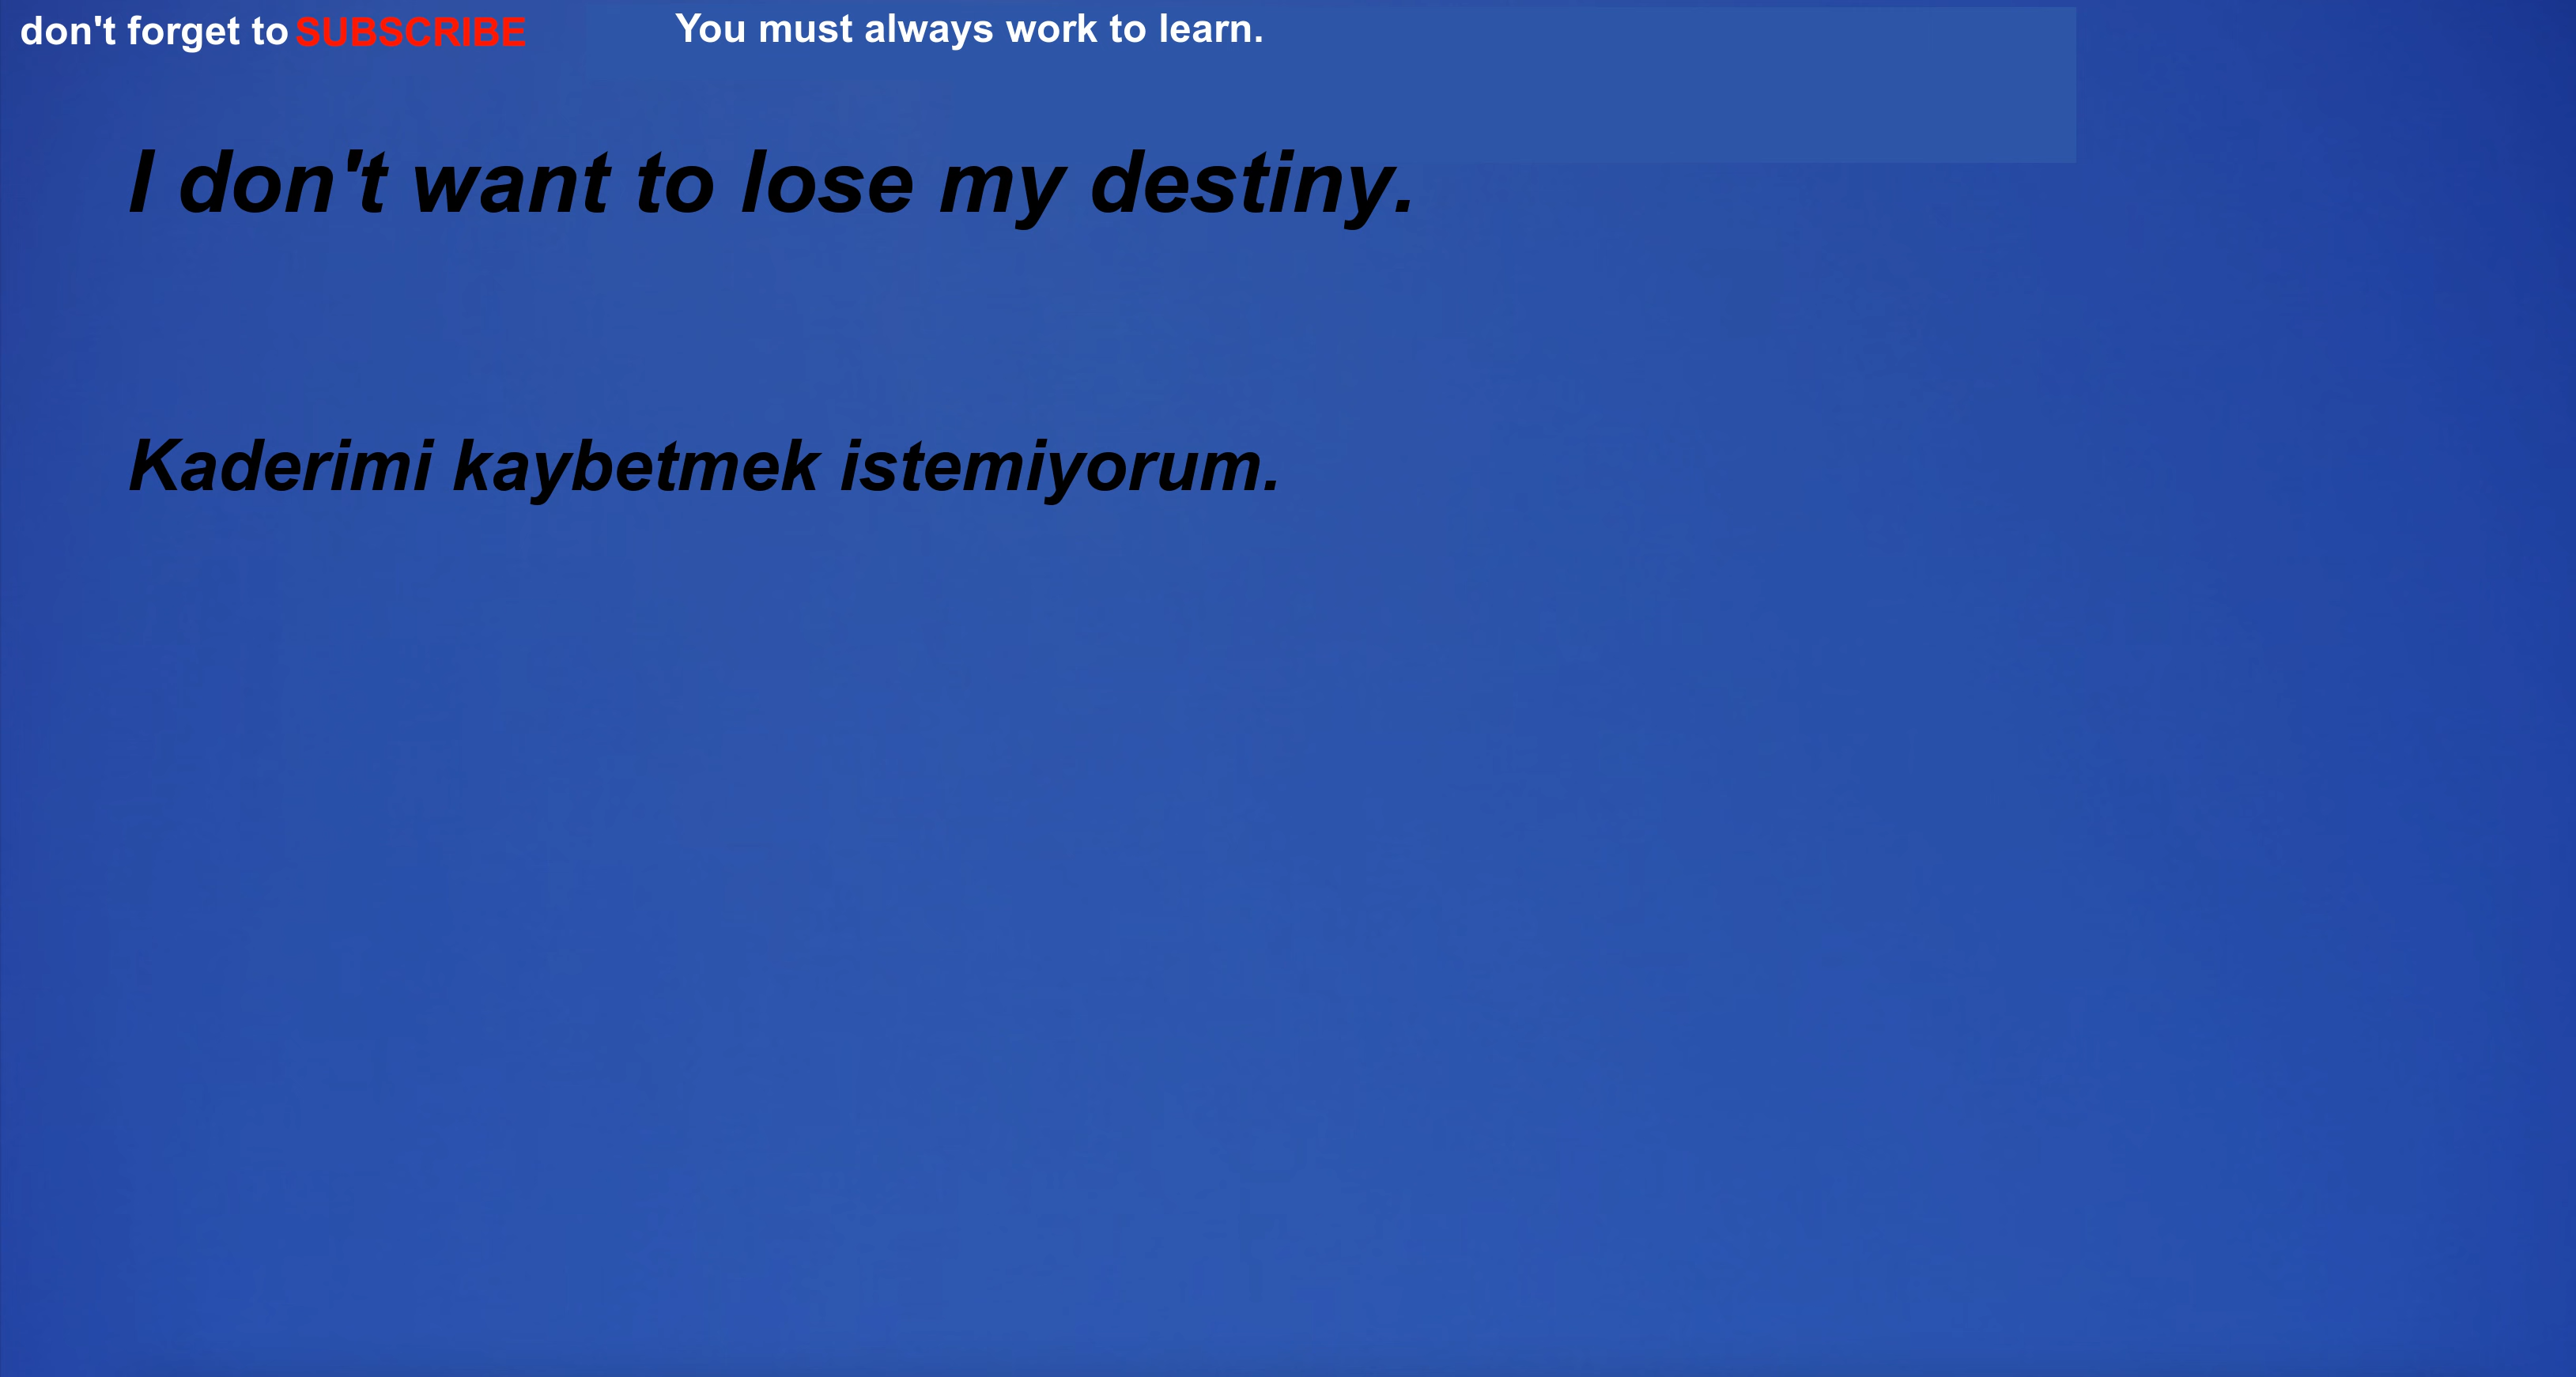 don't forget to SUBSCRIBE You must always work to learn.
I don't want to lose my destiny.
Kaderimi kaybetmek istemiyorum.